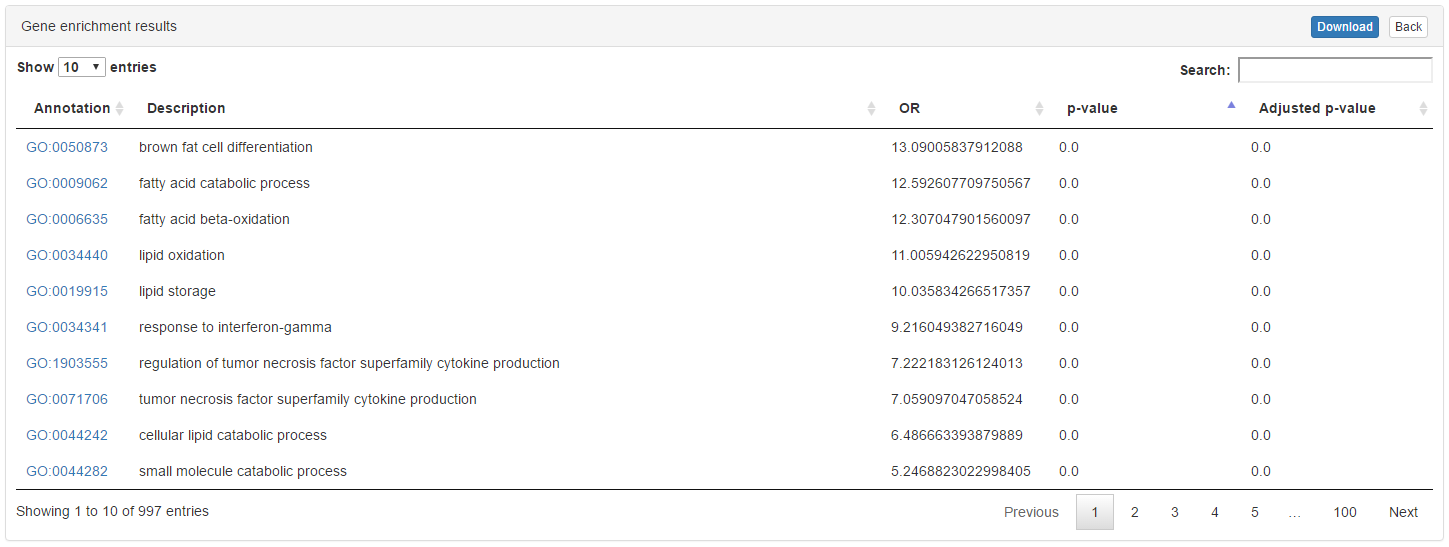 Gene enrichment results Download Back
Show 10 entries Search:
Annotation Description OR p-value Adjusted p-value
GO:0050873 brown fat cell differentiation 13.09005837912088 0.0 0.0
GO:0009062 fatty acid catabolic process 12.592607709750567 0.0 0.0
GO:0006635 fatty acid beta-oxidation 12.307047901560097 0.0 0.0
GO:0034440 lipid oxidation 11.005942622950819 0.0 0.0
GO:0019915 lipid storage 10.035834266517357 0.0 0.0
GO:0034341 response to interferon-gamma 9.216049382716049 0.0 0.0
GO:1903555 regulation of tumor necrosis factor superfamily cytokine production 7.222183126124013 0.0 0.0
GO:0071706 tumor necrosis factor superfamily cytokine production 7.059097047058524 0.0 0.0
GO:0044242 cellular lipid catabolic process 6.486663393879889 0.0 0.0
GO:0044282 small molecule catabolic process 5.2468823022998405 0.0 0.0
Showing 1 to 10 of 997 entries Previous 1 2 3 4 5 … 100 Next